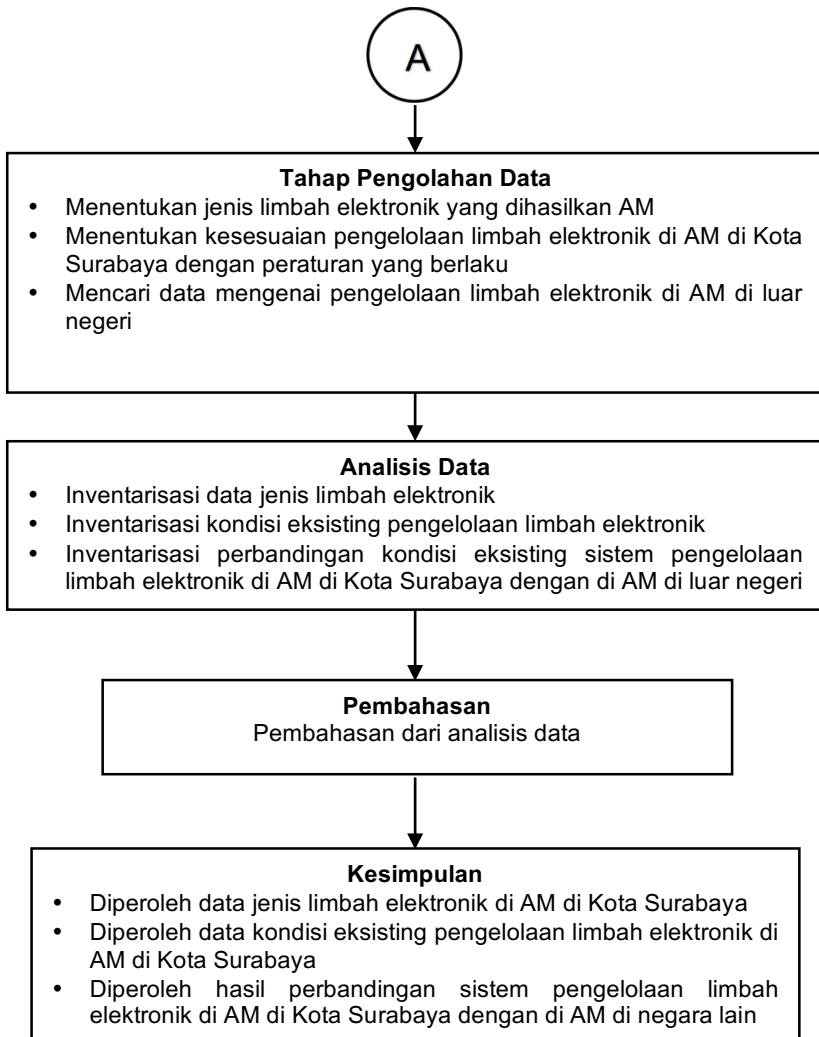 A
Tahap Pengolahan Data
• Menentukan jenis limbah elektronik yang dihasilkan AM
• Menentukan kesesuaian pengelolaan limbah elektronik di AM di Kota
Surabaya dengan peraturan yang berlaku
• Mencari data mengenai pengelolaan limbah elektronik di AM di luar
negeri
Analisis Data
• Inventarisasi data jenis limbah elektronik
• Inventarisasi kondisi eksisting pengelolaan limbah elektronik
• Inventarisasi perbandingan kondisi eksisting sistem pengelolaan
limbah elektronik di AM di Kota Surabaya dengan di AM di luar negeri
Pembahasan
Pembahasan dari analisis data
Kesimpulan
• Diperoleh data jenis limbah elektronik di AM di Kota Surabaya
• Diperoleh data kondisi eksisting pengelolaan limbah elektronik di
AM di Kota Surabaya
• Diperoleh hasil perbandingan sistem pengelolaan limbah
elektronik di AM di Kota Surabaya dengan di AM di negara lain